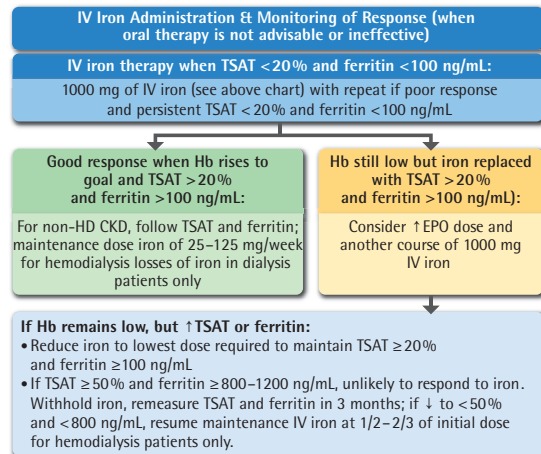 IV Iron Administration & Monitoring of Response (when
oral therapy is not advisable or ineffective)
IV iron therapy when TSAT <20% and ferritin <100 ng/mL:
1000 mg of IV iron (see above chart) with repeat if poor response
and persistent TSAT <20% and ferritin <100 ng/mL
Good response when Hb rises to
goal and TSAT >20%
and ferritin >100 ng/mL:
For non-HD CKD, follow TSAT and ferritin;
maintenance dose iron of 25–125 mg/week
for hemodialysis losses of iron in dialysis
patients only
Hb still low but iron replaced
with TSAT >20%
and ferritin >100 ng/mL):
Consider ↑EPO dose and
another course of 1000 mg
IV iron
If Hb remains low, but ↑TSAT or ferritin:
• Reduce iron to lowest dose required to maintain TSAT ≥20%
and ferritin ≥100 ng/mL
• If TSAT ≥50% and ferritin ≥800–1200 ng/mL, unlikely to respond to iron.
Withhold iron, remeasure TSAT and ferritin in 3 months; if ↓ to <50%
and <800 ng/mL, resume maintenance IV iron at 1/2–2/3 of initial dose
for hemodialysis patients only.